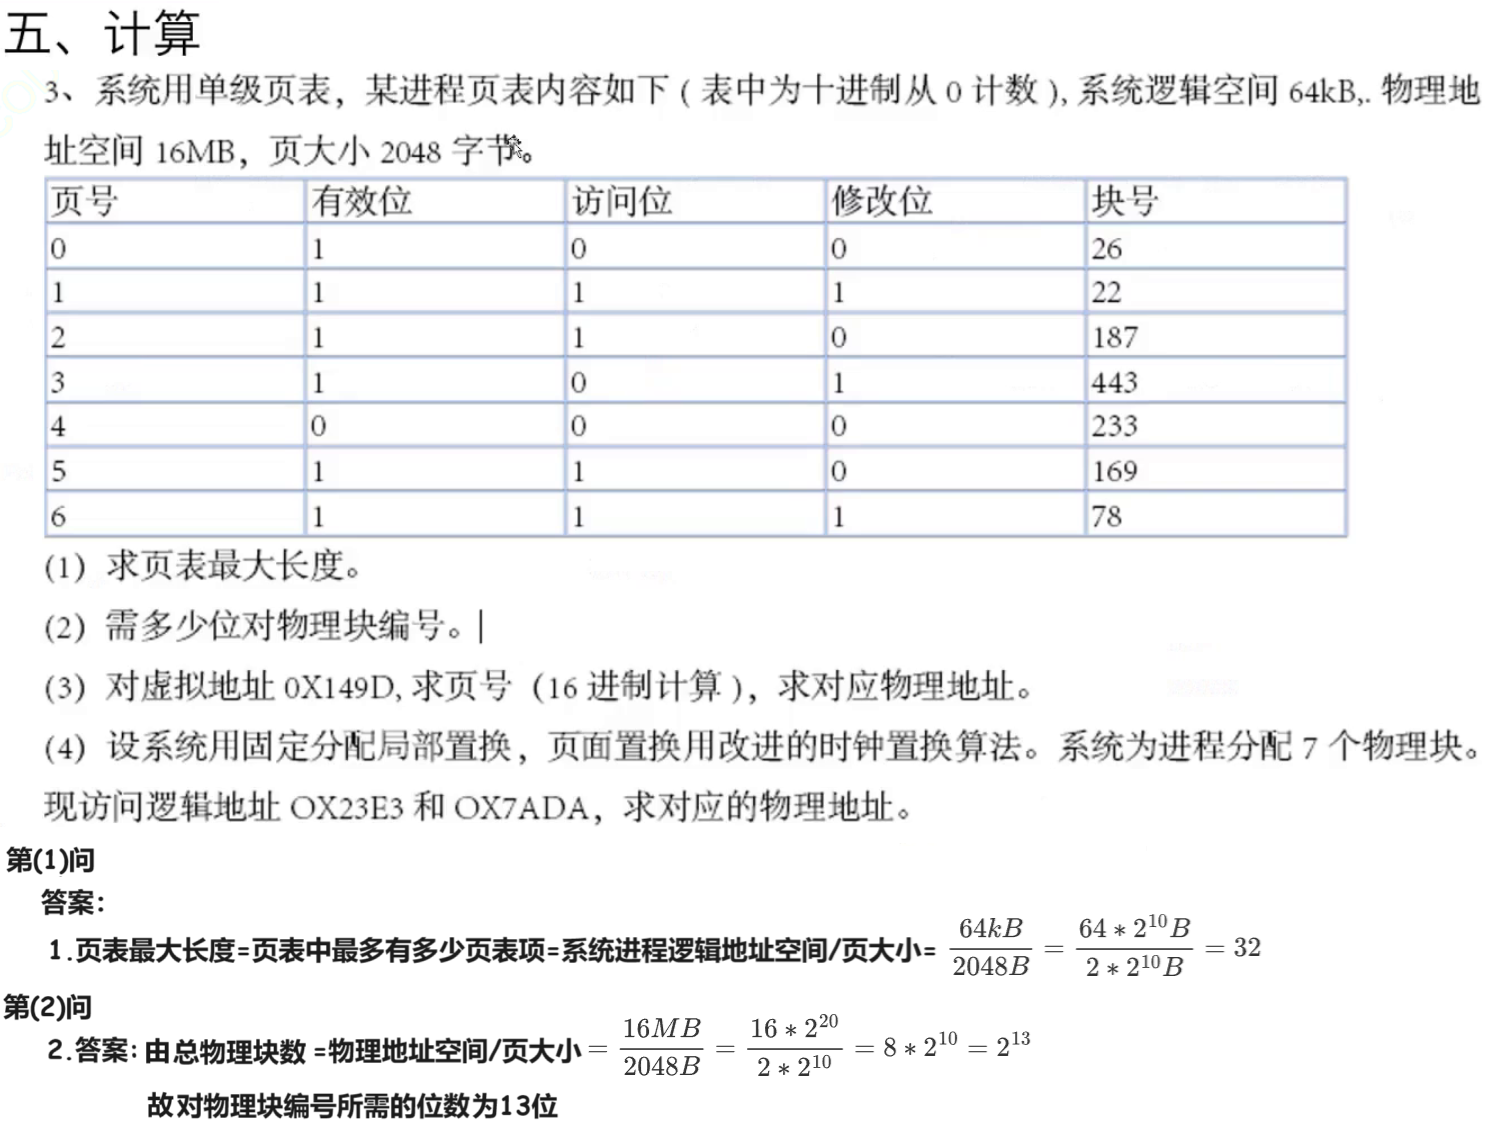 五、计算
3、系统用单级页表，某进程页表内容如下 ( 表中为十进制从 0 计数 ), 系统逻辑空间 64kB,. 物理地
址空间 16MB，页大小 2048 字节。
页号 有效位 访问位 修改位 块号
0 1 0 0 26
1 1 1 1 22
2 1 1 0 187
3 1 0 1 443
4 0 0 0 233
5 1 1 0 169
6 1 1 1 78
(1) 求页表最大长度。
(2) 需多少位对物理块编号。
(3) 对虚拟地址 0X149D, 求页号（16 进制计算 )，求对应物理地址。
(4) 设系统用固定分配局部置换，页面置换用改进的时钟置换算法。系统为进程分配 7 个物理块。
现访问逻辑地址 OX23E3 和 OX7ADA，求对应的物理地址。
第(1)问
答案：
1.页表最大长度=页表中最多有多少页表项=系统进程逻辑地址空间/页大小= 64kB/2048B = 64 * 2^10 B/2 * 2^10 B = 32
第(2)问
2.答案：由总物理块数 =物理地址空间/页大小 = 16MB/2048B = 16 * 2^20/2 * 2^10 = 8 * 2^10 = 2^13
故对物理块编号所需的位数为13位